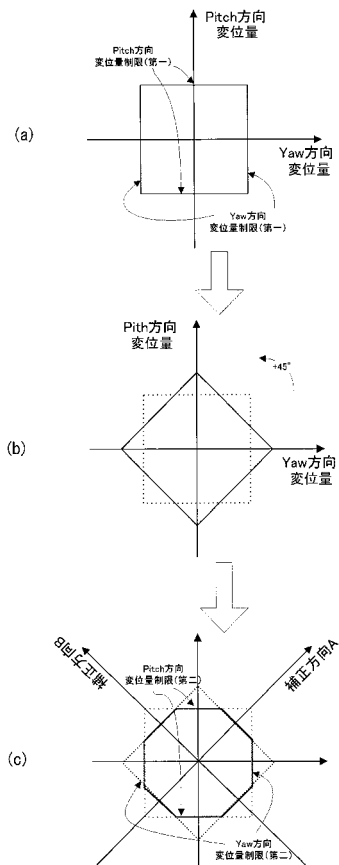 Pitch方向
変位量
Pitch方向
変位量制限(第一)
(a)
Yaw方向
変位量
Yaw方向
変位量制限(第一)
Pith方向
変位量
+45°
(b)
Yaw方向
変位量
補正方向B
Pitch方向
変位量制限(第二)
補正方向A
(c)
Yaw方向
変位量制限(第二)